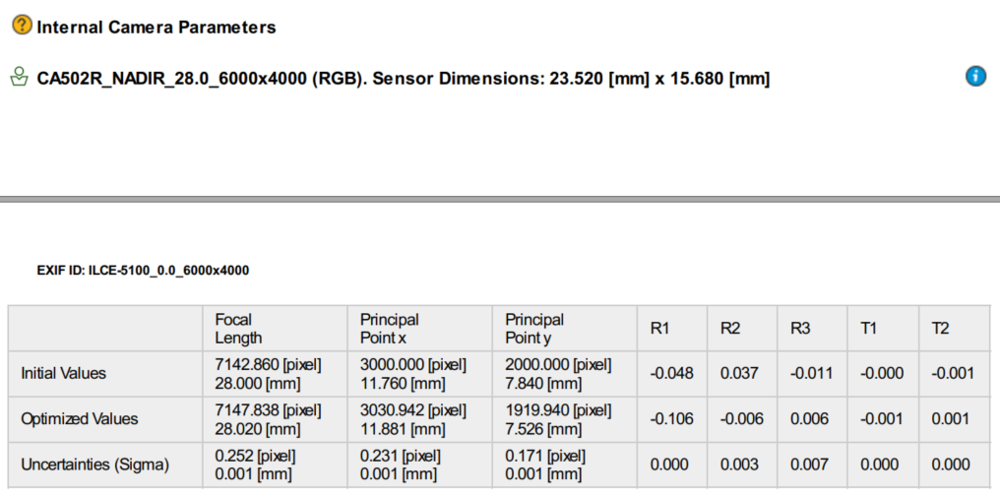 Internal Camera Parameters
CA502R_NADIR_28.0_6000x4000 (RGB). Sensor Dimensions: 23.520 [mm] x 15.680 [mm]
EXIF ID: ILCE-5100_0.0_6000x4000
Focal Length Principal Point x Principal Point y R1 R2 R3 T1 T2
Initial Values 7142.860 [pixel] 28.000 [mm] 3000.000 [pixel] 11.760 [mm] 2000.000 [pixel] 7.840 [mm] -0.048 0.037 -0.011 -0.000 -0.001
Optimized Values 7147.838 [pixel] 28.020 [mm] 3030.942 [pixel] 11.881 [mm] 1919.940 [pixel] 7.526 [mm] -0.106 -0.006 0.006 -0.001 0.001
Uncertainties (Sigma) 0.252 [pixel] 0.001 [mm] 0.231 [pixel] 0.001 [mm] 0.171 [pixel] 0.001 [mm] 0.000 0.003 0.007 0.000 0.000